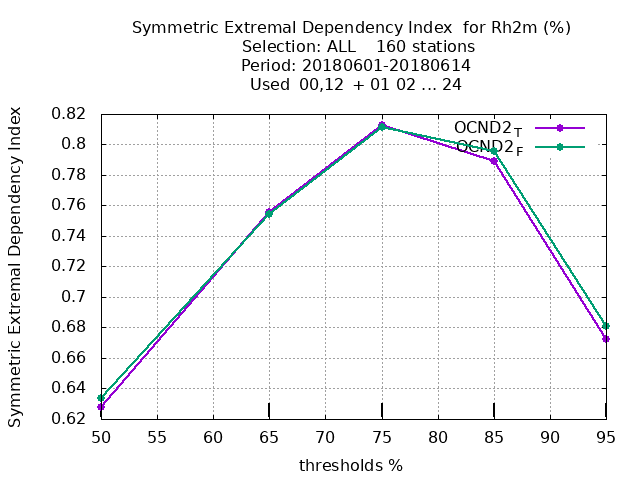 Symmetric Extremal Dependency Index  for Rh2m (%)
Selection: ALL    160 stations
Period: 20180601-20180614
Used  00,12  + 01 02 ... 24
Symmetric Extremal Dependency Index
0.82
0.8
0.78
0.76
0.74
0.72
0.7
0.68
0.66
0.64
0.62
OCND2T
OCND2F
50 55 60 65 70 75 80 85 90 95
thresholds %